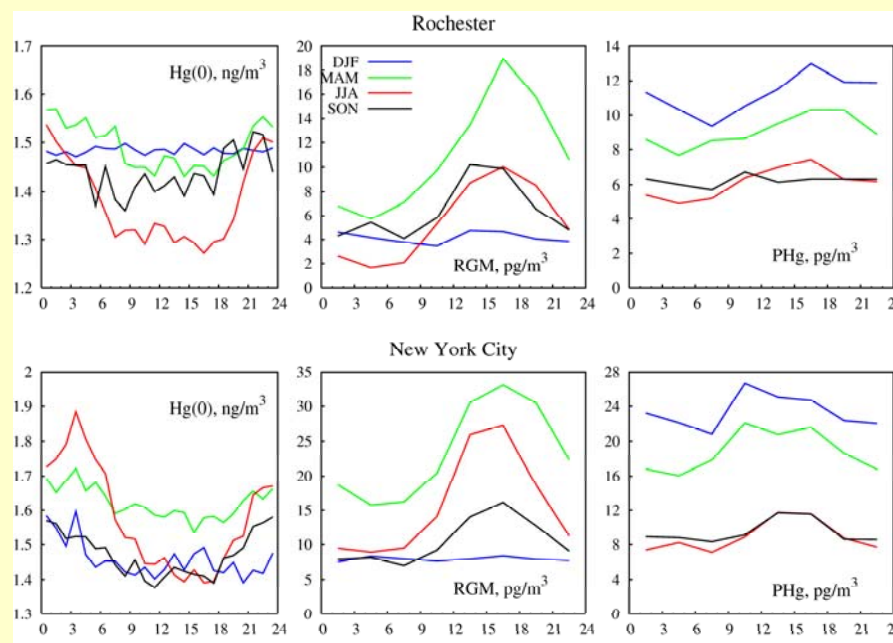 Rochester
1.7
1.6
1.5
1.4
1.3
1.2
Hg(0), ng/m³
0 3 6 9 12 15 18 21 24
20
18
16
14
12
10
8
6
4
2
0
DJF
MAM
JJA
SON
RGM, pg/m³
0 3 6 9 12 15 18 21 24
14
12
10
8
6
4
2
0
PHg, pg/m³
0 3 6 9 12 15 18 21
New York City
2
1.9
1.8
1.7
1.6
1.5
1.4
1.3
Hg(0), ng/m³
0 3 6 9 12 15 18 21 24
35
30
25
20
15
10
5
0
RGM, pg/m³
0 3 6 9 12 15 18 21 24
28
24
20
16
12
8
4
0
PHg, pg/m³
0 3 6 9 12 15 18 21